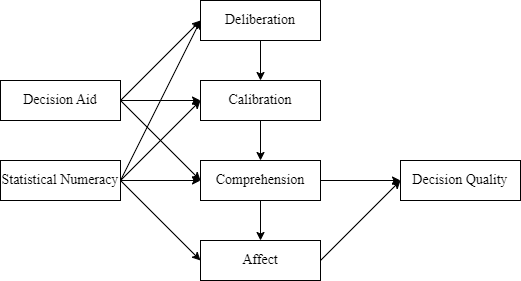 Deliberation
Decision Aid
Calibration
Statistical Numeracy
Comprehension
Decision Quality
Affect